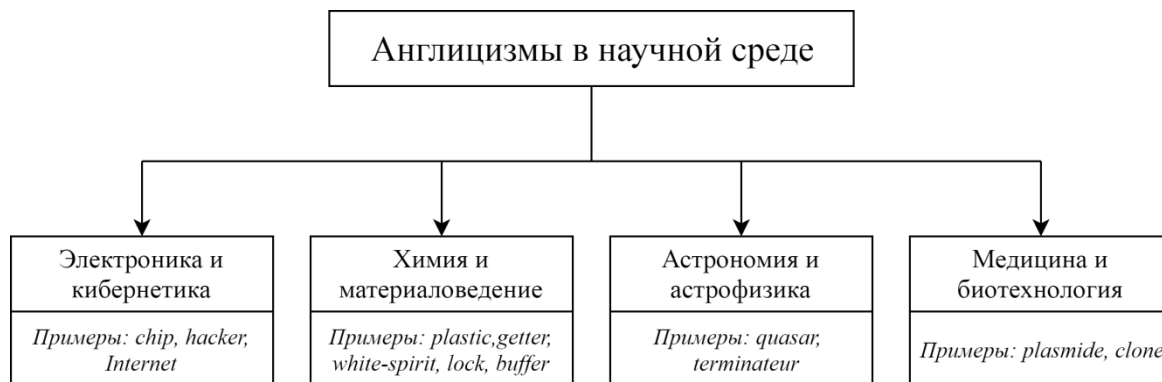 Англицизмы в научной среде
Электроника и
кибернетика
Примеры: chip, hacker,
Internet
Химия и
материаловедение
Примеры: plastic,getter,
white-spirit, lock, buffer
Астрономия и
астрофизика
Примеры: quasar,
terminateur
Медицина и
биотехнология
Примеры: plasmide, clone